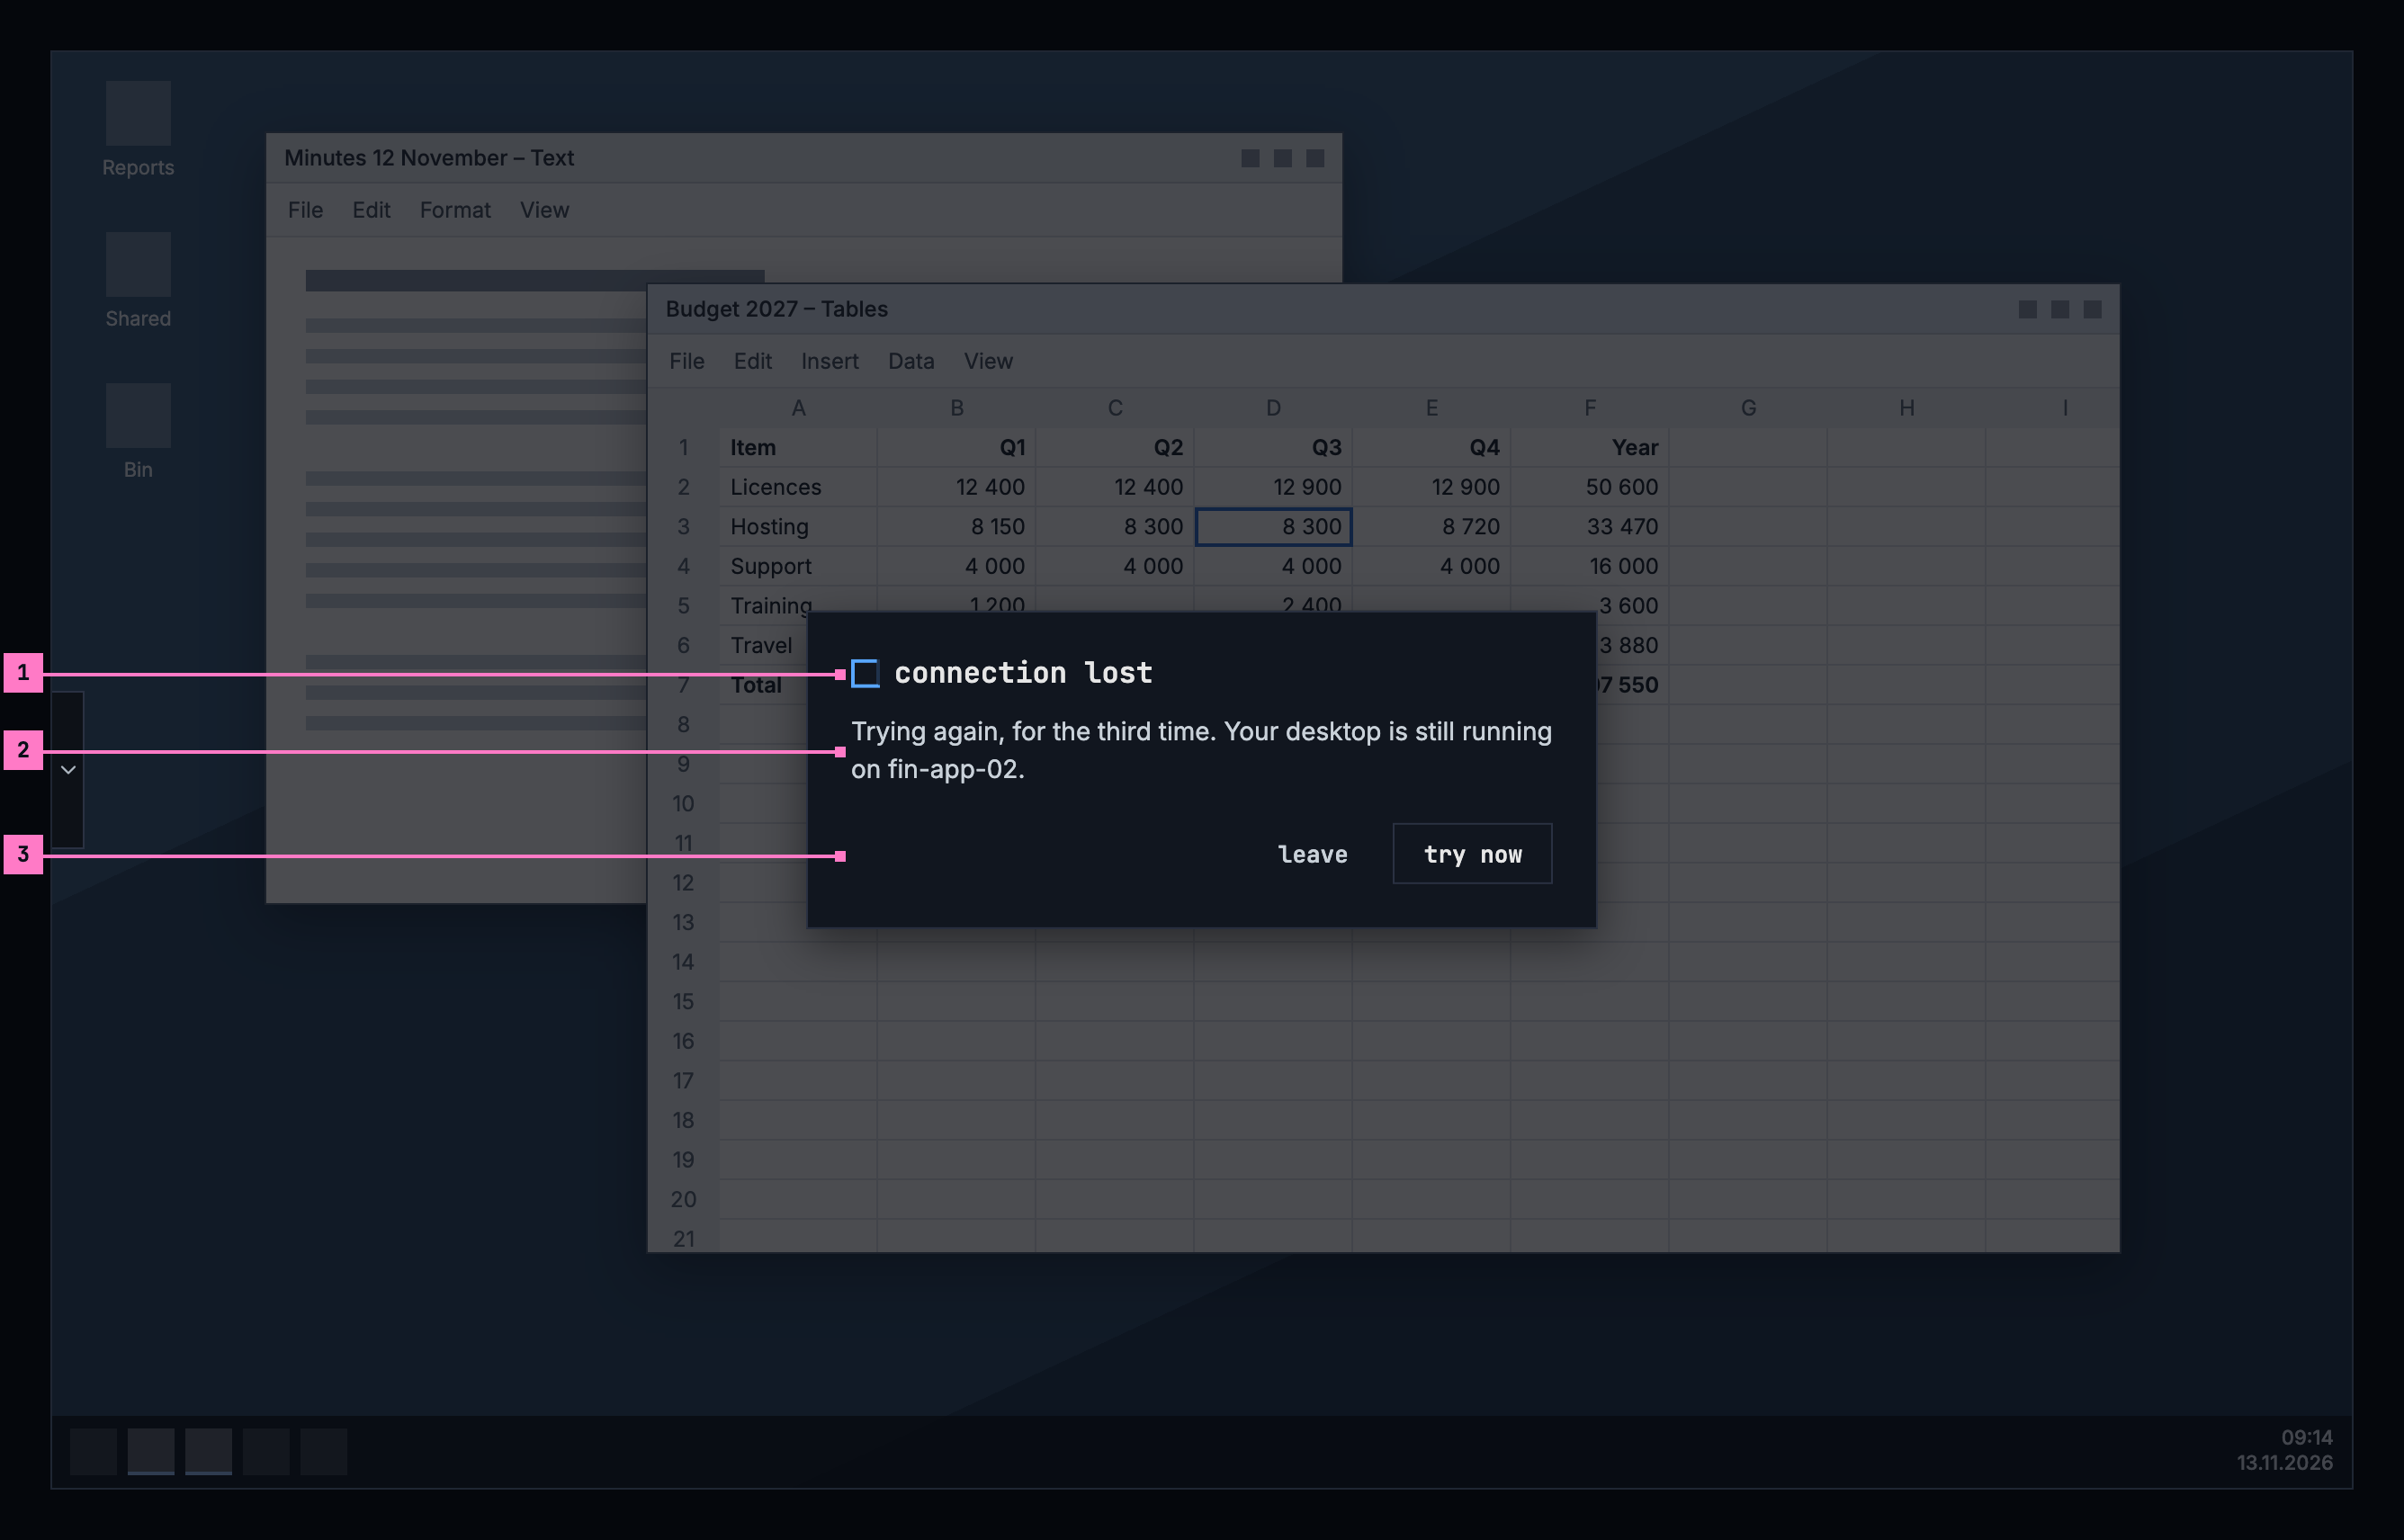 Reports
Shared
Bin
Minutes 12 November – Text
File Edit Format View
Budget 2027 – Tables
File Edit Insert Data View
A B C D E F G H I
1 Item Q1 Q2 Q3 Q4 Year
2 Licences 12 400 12 400 12 900 12 900 50 600
3 Hosting 8 150 8 300 8 300 8 720 33 470
4 Support 4 000 4 000 4 000 4 000 16 000
5 Training 1 200 2 400 3 600
6 Travel 3 880
7 Total 7 550
8
9
10
11
12
13
14
15
16
17
18
19
20
21
1
connection lost
2
Trying again, for the third time. Your desktop is still running
on fin-app-02.
3
leave try now
09:14
13.11.2026